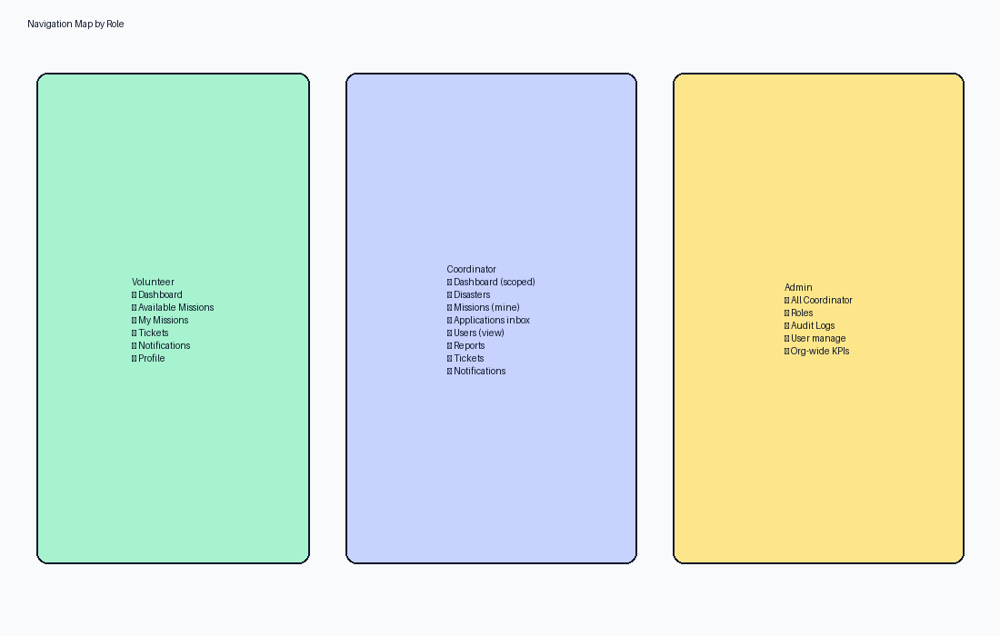 Navigation Map by Role
Volunteer
Dashboard
Available Missions
My Missions
Tickets
Notifications
Profile
Coordinator
Dashboard (scoped)
Disasters
Missions (mine)
Applications inbox
Users (view)
Reports
Tickets
Notifications
Admin
All Coordinator
Roles
Audit Logs
User manage
Org-wide KPIs